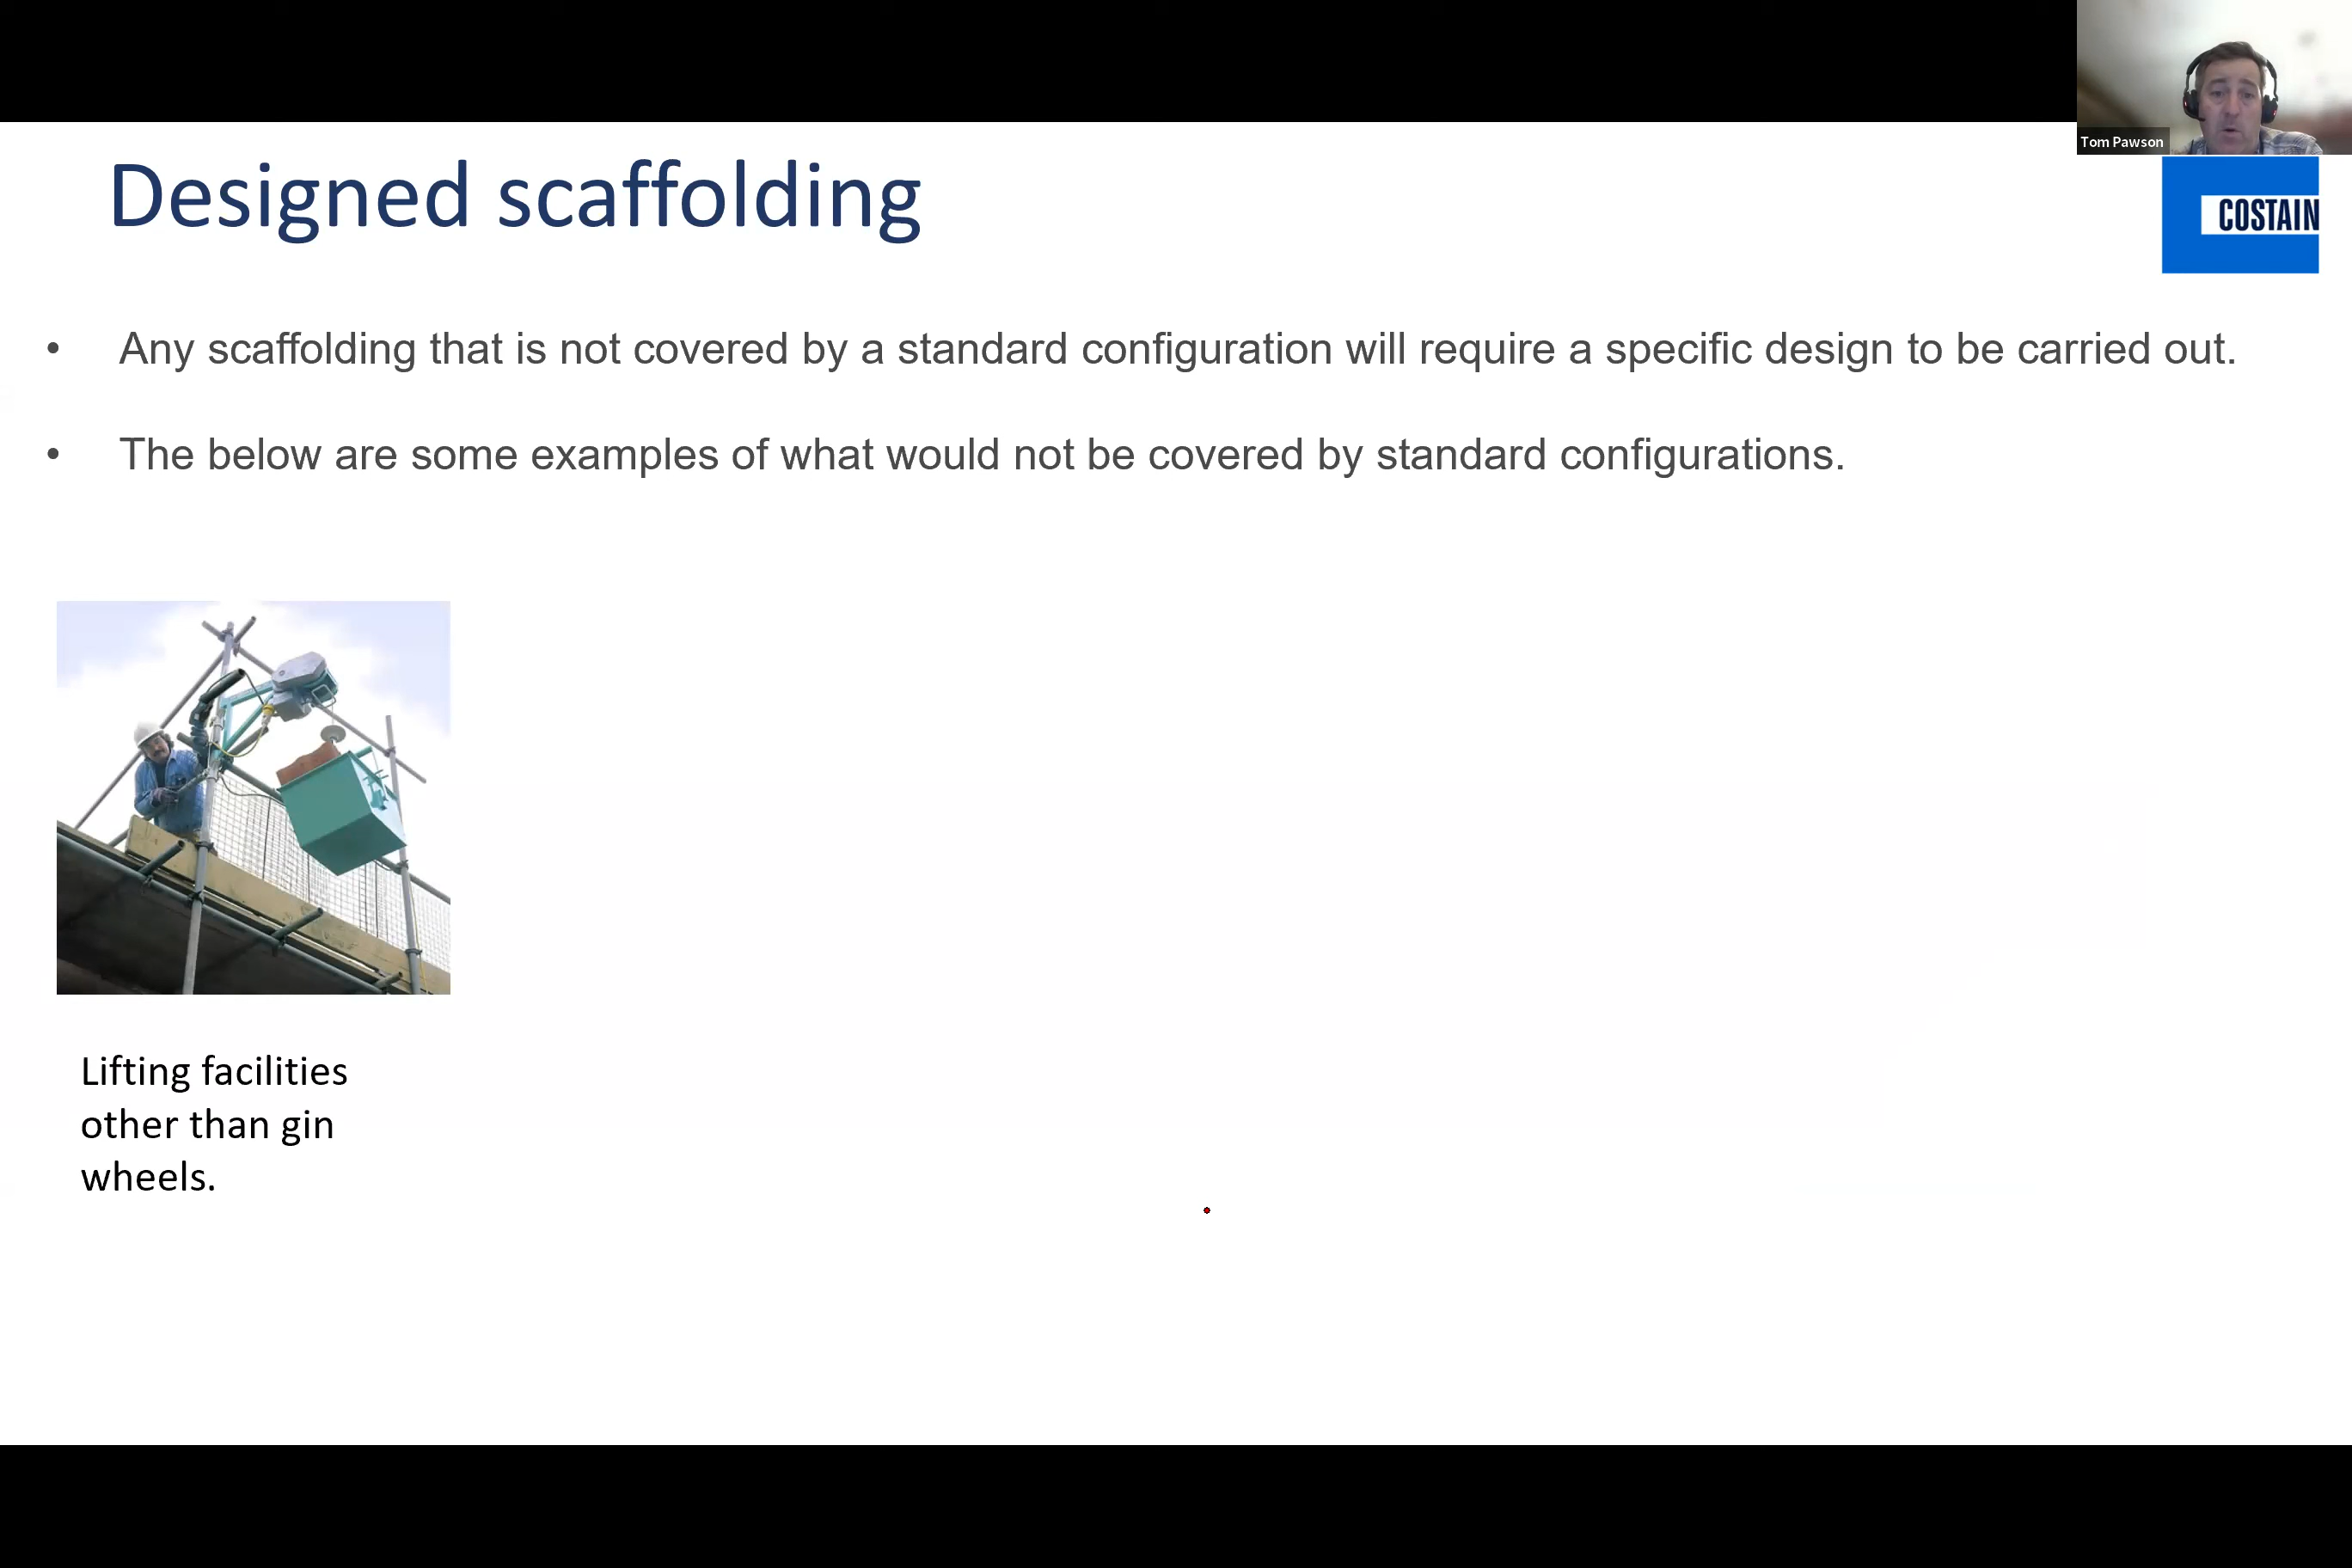 Tom Pawson
COSTAIN
Designed scaffolding
• Any scaffolding that is not covered by a standard configuration will require a specific design to be carried out.
• The below are some examples of what would not be covered by standard configurations.
Lifting facilities
other than gin
wheels.